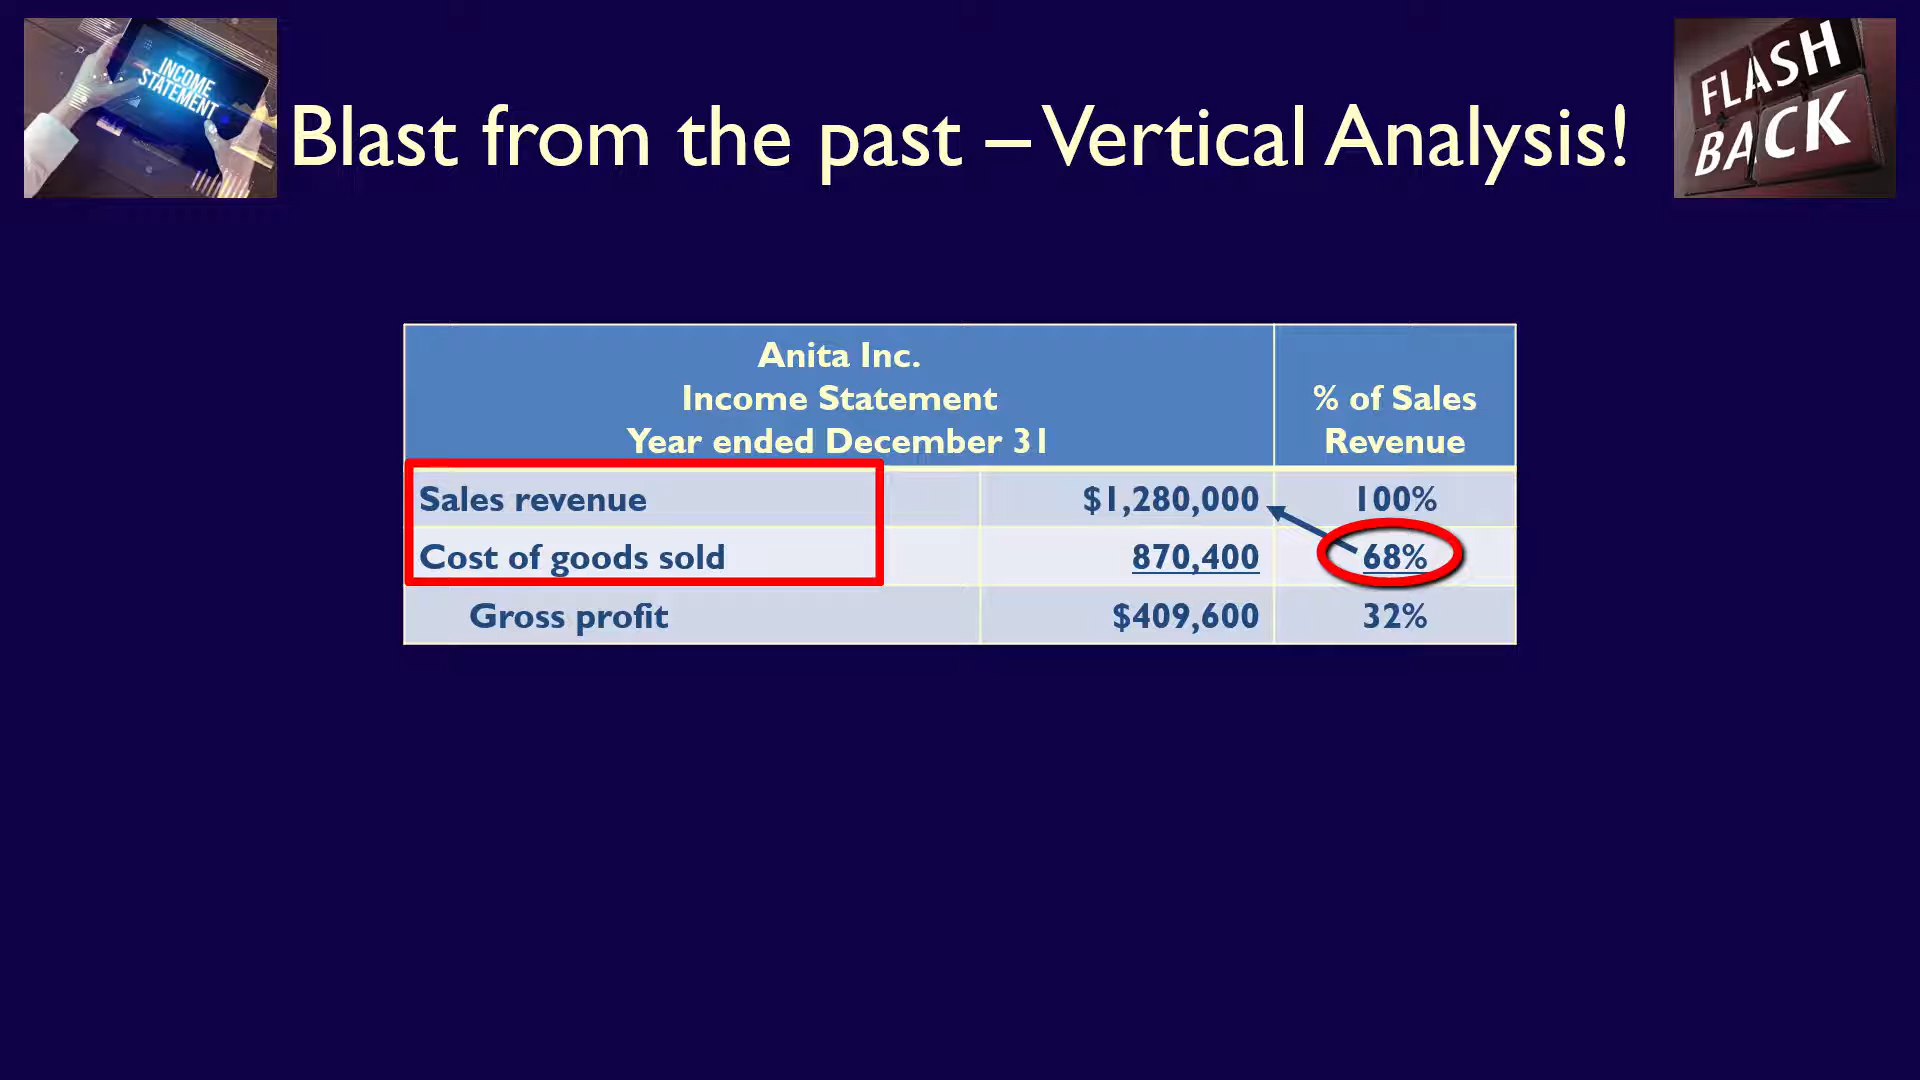 INCOME
STATEMENT
Blast from the past – Vertical Analysis!
FLASH
BACK
Anita Inc.
Income Statement
Year ended December 31
% of Sales
Revenue
Sales revenue $1,280,000 100%
Cost of goods sold 870,400 68%
Gross profit $409,600 32%